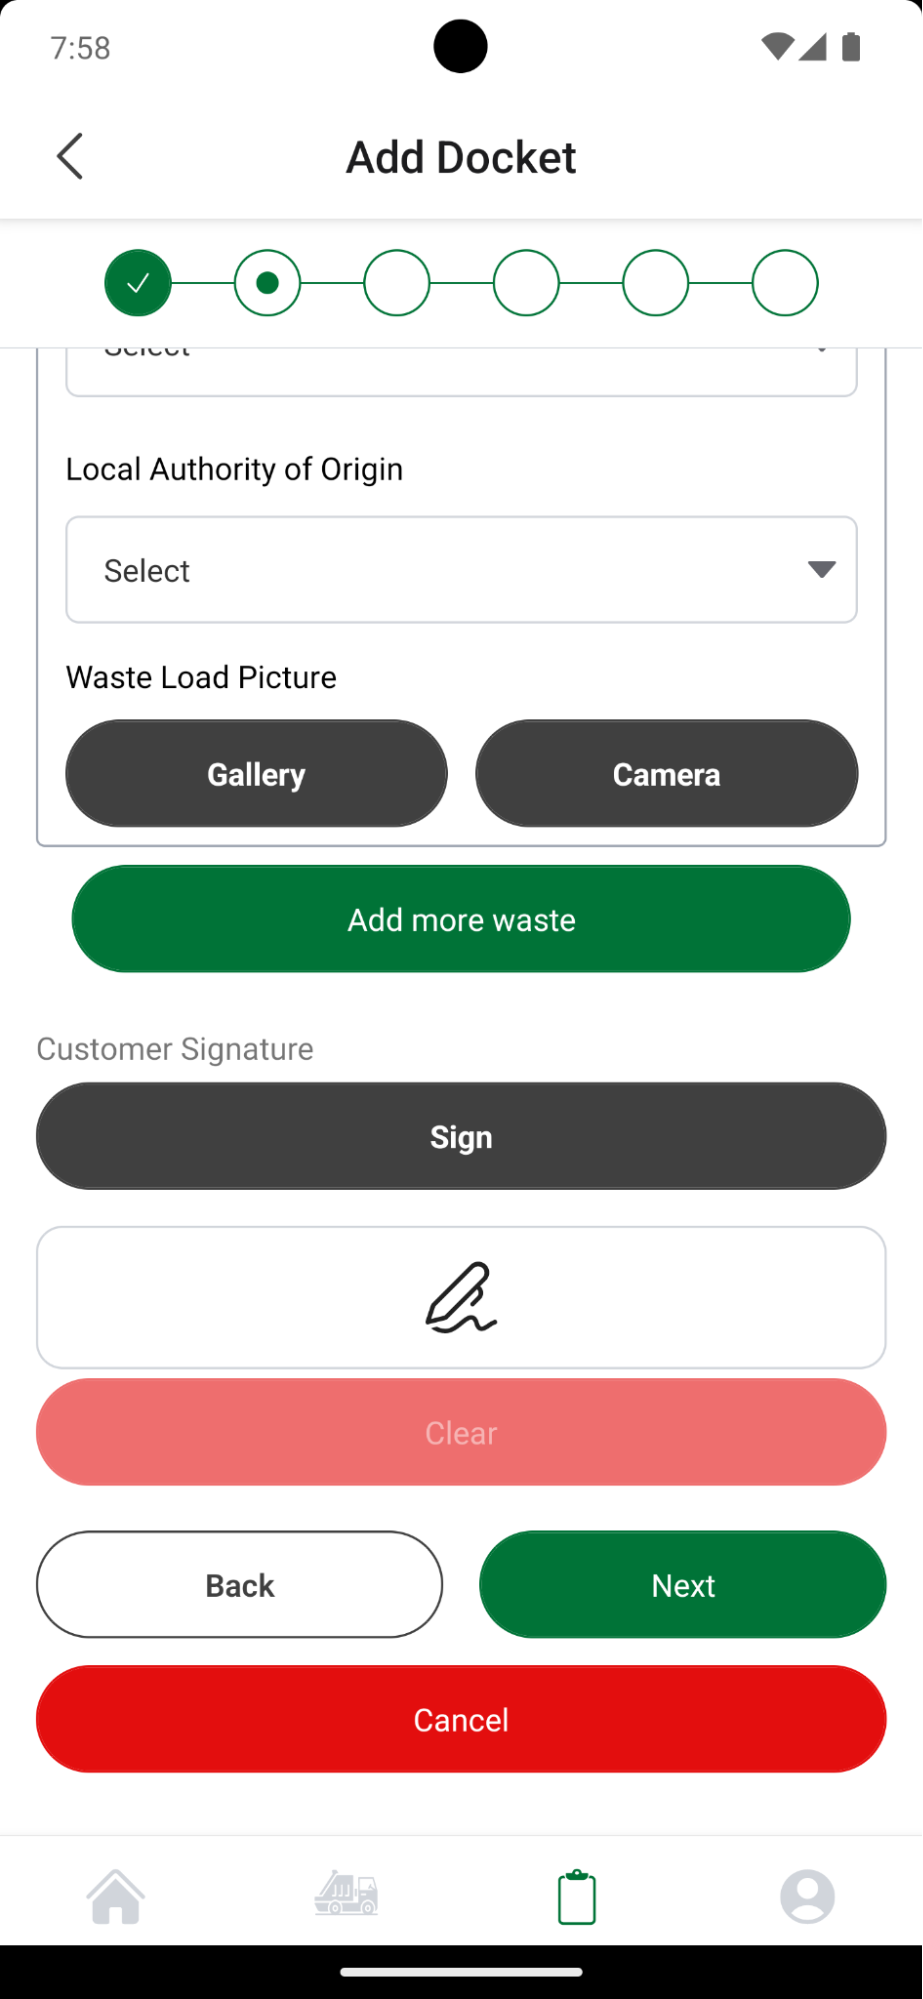 7:58
Add Docket
Select
Local Authority of Origin
Select
Waste Load Picture
Gallery
Camera
Add more waste
Customer Signature
Sign
Clear
Back
Next
Cancel